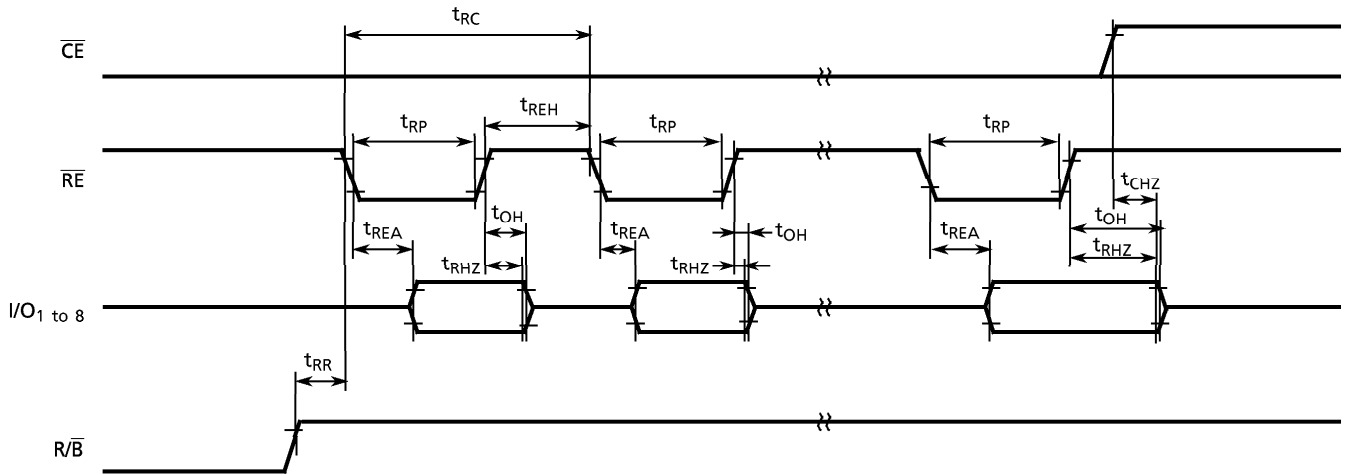 tRC
CE
tRP
tREH
tRP
tRP
RE
tCHZ
tOH
tOH
tREA
tREA
tOH
tREA
tRHZ
tRHZ
tRHZ
I/O1 to 8
tRR
R/B